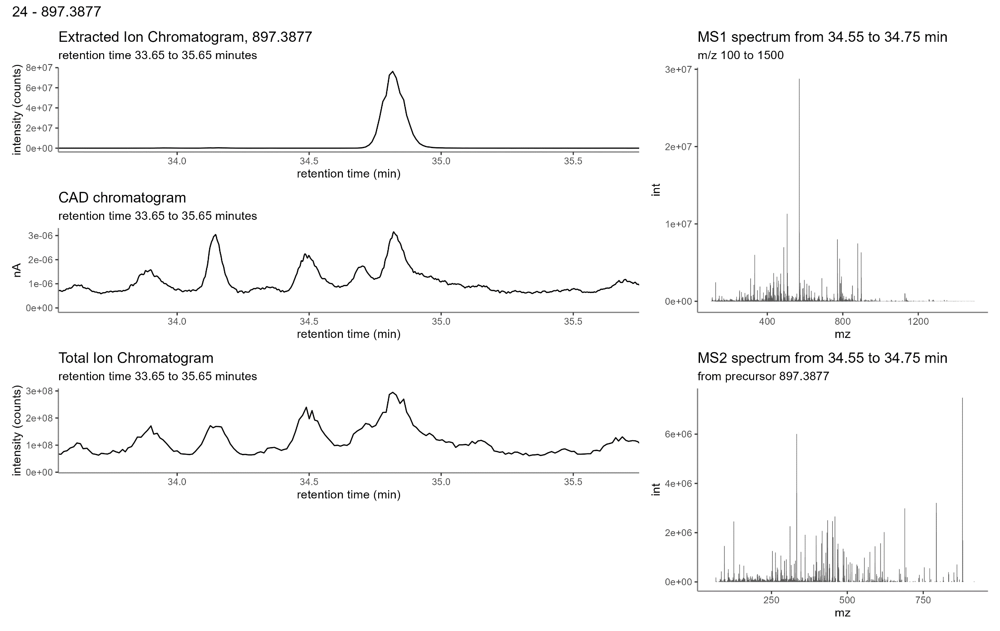 24 - 897.3877
Extracted Ion Chromatogram, 897.3877
retention time 33.65 to 35.65 minutes
intensity (counts)
8e+07
6e+07
4e+07
2e+07
0e+00
34.0 34.5 35.0 35.5
retention time (min)
CAD chromatogram
retention time 33.65 to 35.65 minutes
nA
3e-06
2e-06
1e-06
0e+00
34.0 34.5 35.0 35.5
retention time (min)
Total Ion Chromatogram
retention time 33.65 to 35.65 minutes
intensity (counts)
3e+08
2e+08
1e+08
0e+00
34.0 34.5 35.0 35.5
retention time (min)
MS1 spectrum from 34.55 to 34.75 min
m/z 100 to 1500
int
3e+07
2e+07
1e+07
0e+00
400 800 1200
mz
MS2 spectrum from 34.55 to 34.75 min
from precursor 897.3877
int
6e+06
4e+06
2e+06
0e+00
250 500 750
mz